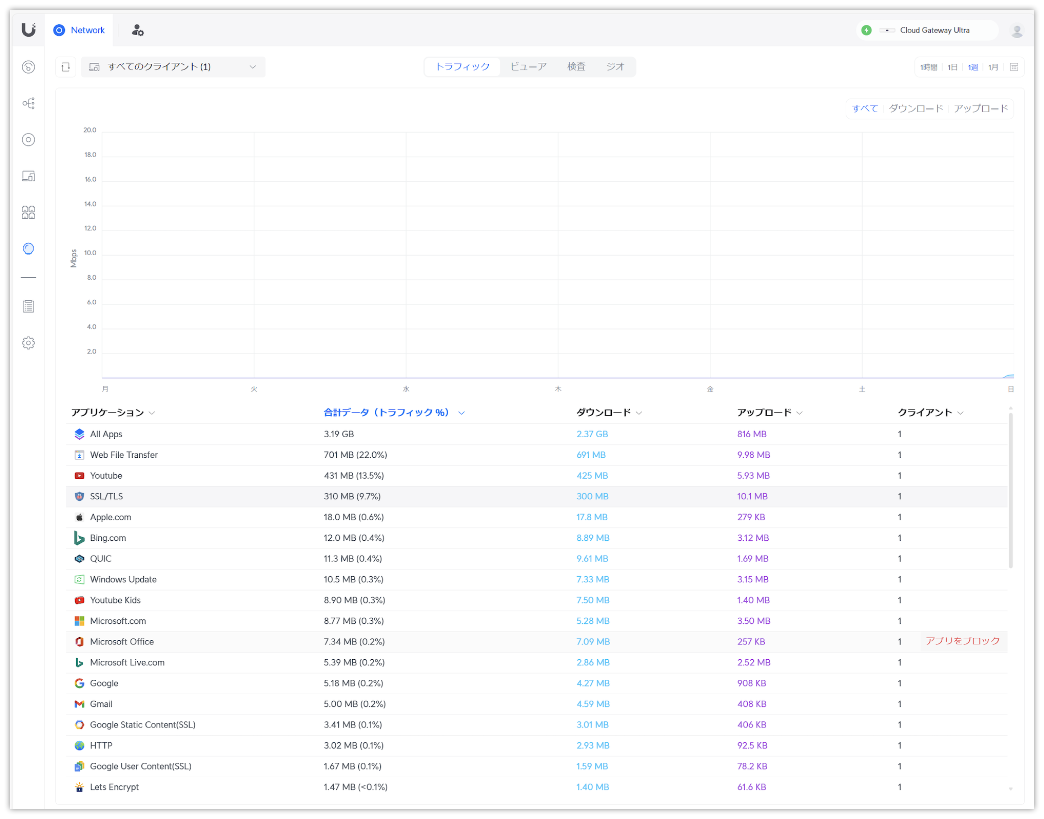 Network
Cloud Gateway Ultra
すべてのクライアント (1)
トラフィック ビューア 検査 ジオ
1時間 1日 1週 1月
すべて ダウンロード アップロード
20.0
18.0
16.0
14.0
12.0
10.0
8.0
6.0
4.0
2.0
Mbps
月 火 水 木 金 土 日
アプリケーション 合計データ（トラフィック %） ダウンロード アップロード クライアント
All Apps 3.19 GB 2.37 GB 816 MB 1
Web File Transfer 701 MB (22.0%) 691 MB 9.98 MB 1
Youtube 431 MB (13.5%) 425 MB 5.93 MB 1
SSL/TLS 310 MB (9.7%) 300 MB 10.1 MB 1
Apple.com 18.0 MB (0.6%) 17.8 MB 279 KB 1
Bing.com 12.0 MB (0.4%) 8.89 MB 3.12 MB 1
QUIC 11.3 MB (0.4%) 9.61 MB 1.69 MB 1
Windows Update 10.5 MB (0.3%) 7.33 MB 3.15 MB 1
Youtube Kids 8.90 MB (0.3%) 7.50 MB 1.40 MB 1
Microsoft.com 8.77 MB (0.3%) 5.28 MB 3.50 MB 1
Microsoft Office 7.34 MB (0.2%) 7.09 MB 257 KB 1 アプリをブロック
Microsoft Live.com 5.39 MB (0.2%) 2.86 MB 2.52 MB 1
Google 5.18 MB (0.2%) 4.27 MB 908 KB 1
Gmail 5.00 MB (0.2%) 4.59 MB 408 KB 1
Google Static Content(SSL) 3.41 MB (0.1%) 3.01 MB 406 KB 1
HTTP 3.02 MB (0.1%) 2.93 MB 92.5 KB 1
Google User Content(SSL) 1.67 MB (0.1%) 1.59 MB 78.2 KB 1
Lets Encrypt 1.47 MB (<0.1%) 1.40 MB 61.6 KB 1